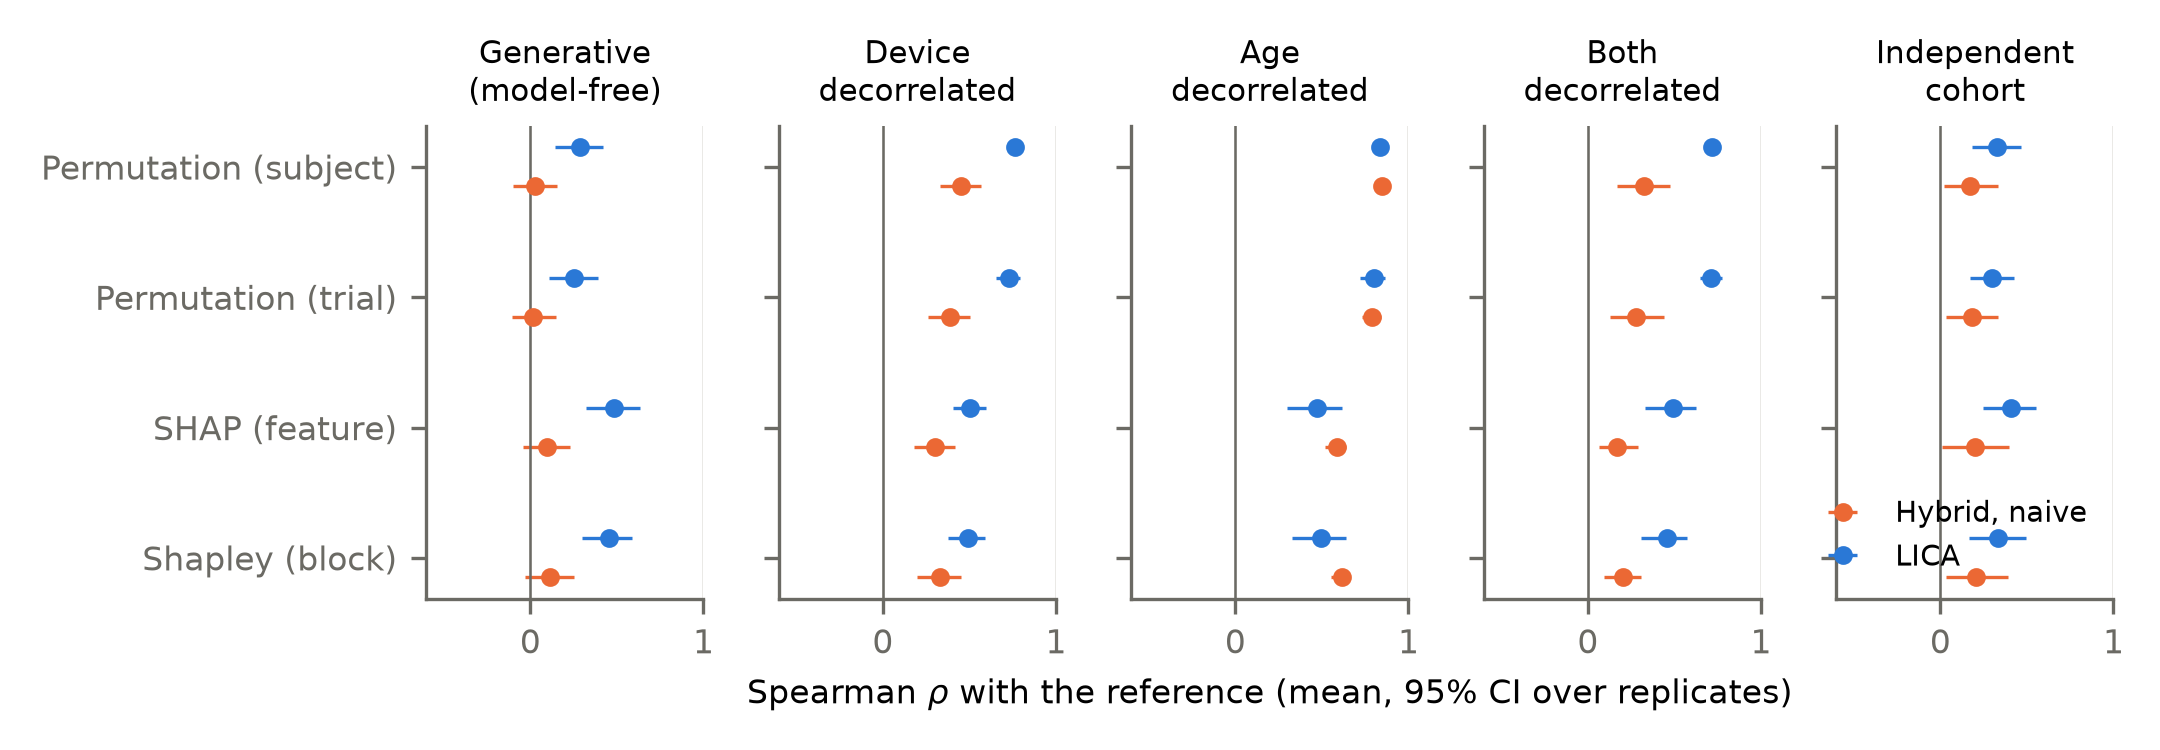 Generative
(model-free)
Device
decorrelated
Age
decorrelated
Both
decorrelated
Independent
cohort
Permutation (subject)
Permutation (trial)
SHAP (feature)
Shapley (block)
Hybrid, naive
LICA
0 1 0 1 0 1 0 1 0 1
Spearman ρ with the reference (mean, 95% CI over replicates)